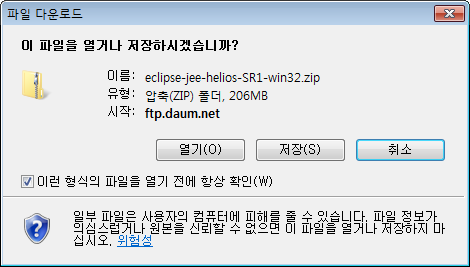 파일 다운로드
이 파일을 열거나 저장하시겠습니까?
이름: eclipse-jee-helios-SR1-win32.zip
유형: 압축(ZIP) 폴더, 206MB
시작: ftp.daum.net
열기(O) 저장(S) 취소
이런 형식의 파일을 열기 전에 항상 확인(W)
일부 파일은 사용자의 컴퓨터에 피해를 줄 수 있습니다. 파일 정보가
의심스럽거나 원본을 신뢰할 수 없으면 이 파일을 열거나 저장하지 마
십시오. 위험성